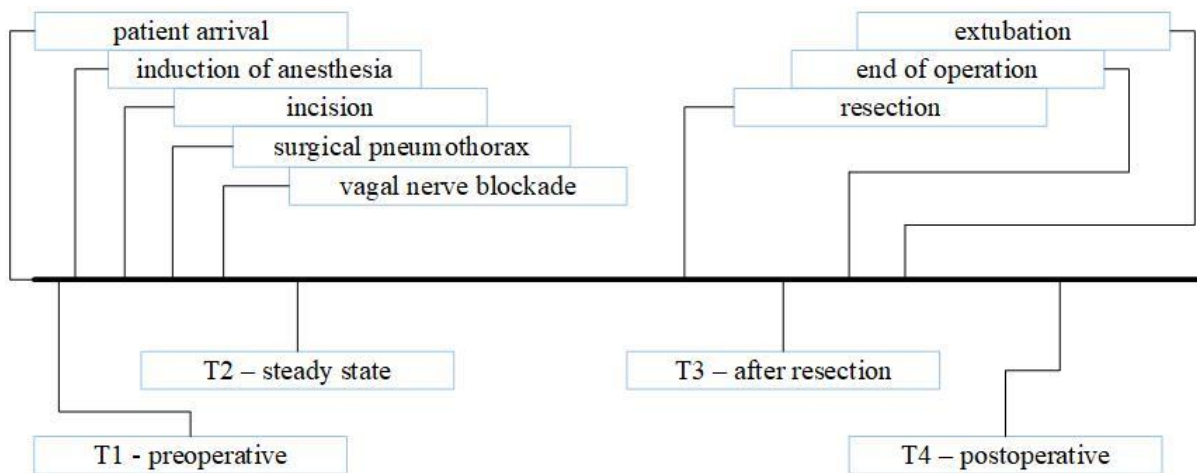 patient arrival
induction of anesthesia
incision
surgical pneumothorax
vagal nerve blockade
extubation
end of operation
resection
T2 – steady state
T3 – after resection
T1 - preoperative
T4 – postoperative